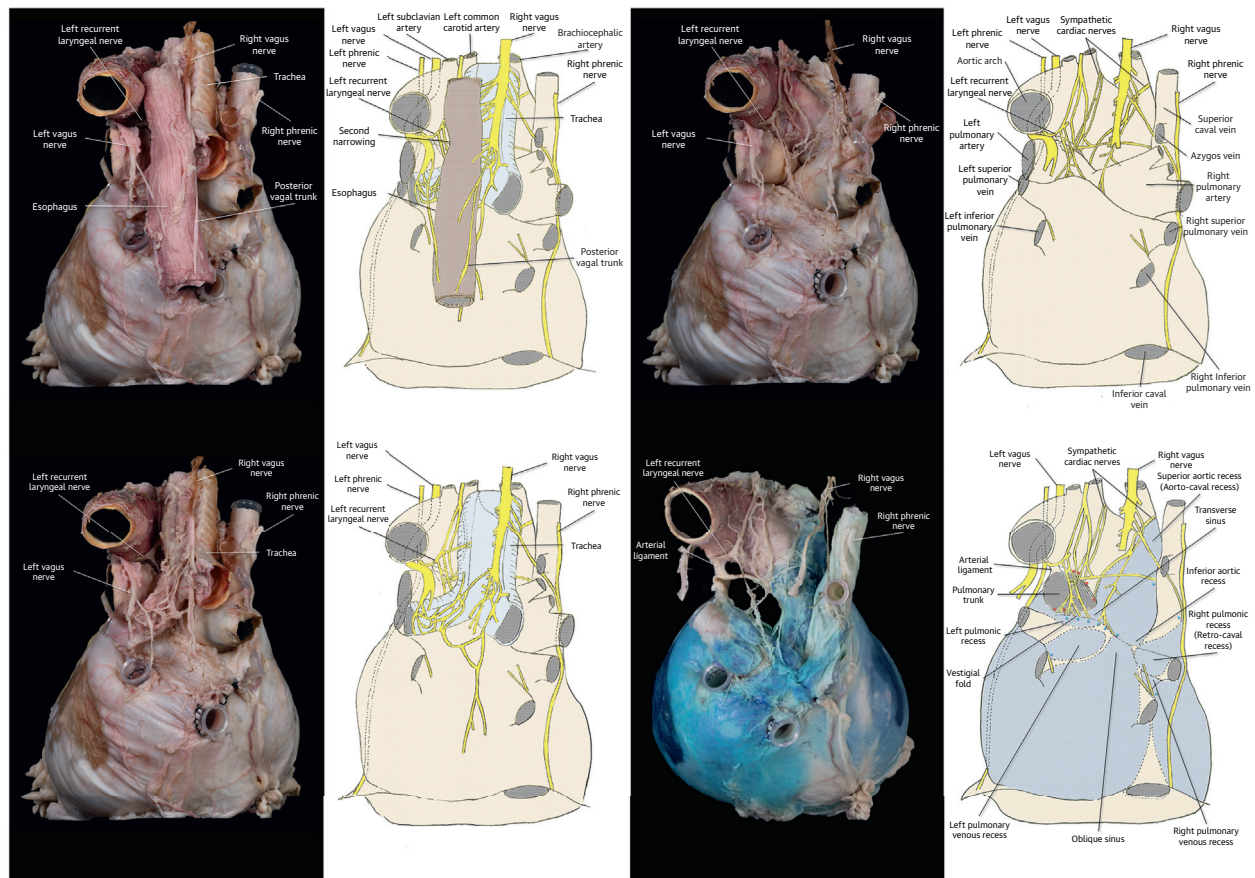 Left recurrent
laryngeal nerve
Right vagus
nerve
Trachea
Right phrenic
nerve
Left vagus
nerve
Posterior
vagal trunk
Esophagus
Left subclavian
artery
Left common
carotid artery
Right vagus
nerve
Left vagus
nerve
Brachiocephalic
artery
Left phrenic
nerve
Right phrenic
nerve
Left recurrent
laryngeal nerve
Trachea
Second
narrowing
Esophagus
Posterior
vagal trunk
Left recurrent
laryngeal nerve
Right vagus
nerve
Right phrenic
nerve
Left vagus
nerve
Left vagus
nerve
Sympathetic
cardiac nerves
Right vagus
nerve
Left phrenic
nerve
Aortic arch
Right phrenic
nerve
Left recurrent
laryngeal nerve
Superior
caval vein
Left
pulmonary
artery
Azygos vein
Left superior
pulmonary
vein
Right
pulmonary
artery
Left inferior
pulmonary
vein
Right superior
pulmonary vein
Right Inferior
pulmonary vein
Inferior caval
vein
Left recurrent
laryngeal nerve
Right vagus
nerve
Right phrenic
nerve
Trachea
Left vagus
nerve
Left vagus
nerve
Right vagus
nerve
Left phrenic
nerve
Right phrenic
nerve
Left recurrent
laryngeal nerve
Trachea
Left recurrent
laryngeal nerve
Right vagus
nerve
Right phrenic
nerve
Arterial
ligament
Left vagus
nerve
Sympathetic
cardiac nerves
Right vagus
nerve
Superior aortic recess
(Aorto-caval recess)
Transverse
sinus
Arterial
ligament
Inferior aortic
recess
Pulmonary
trunk
Right pulmonic
recess
(Retro-caval
recess)
Left pulmonic
recess
Vestigial
fold
Left pulmonary
venous recess
Oblique sinus
Right pulmonary
venous recess